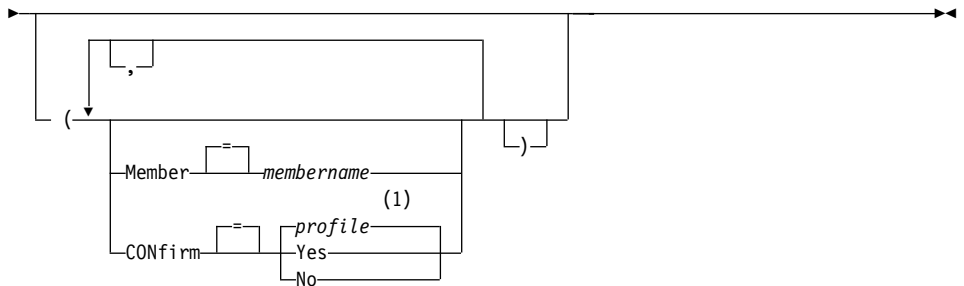 ,
(
)
=
Member membername
(1)
= profile
CONfirm Yes
No